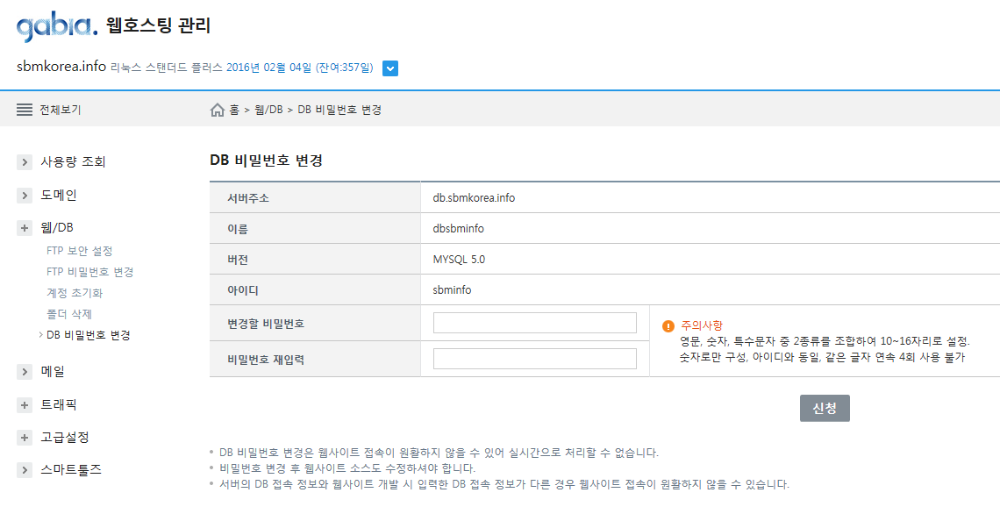 gabia. 웹호스팅 관리
sbmkorea.info 리눅스 스탠더드 플러스 2016년 02월 04일 (잔여:357일)
전체보기
홈 > 웹/DB > DB 비밀번호 변경
사용량 조회
도메인
웹/DB
FTP 보안 설정
FTP 비밀번호 변경
계정 초기화
폴더 삭제
DB 비밀번호 변경
메일
트래픽
고급설정
스마트툴즈
DB 비밀번호 변경
서버주소 db.sbmkorea.info
이름 dbsbminfo
버전 MYSQL 5.0
아이디 sbminfo
변경할 비밀번호
비밀번호 재입력
주의사항
영문, 숫자, 특수문자 중 2종류를 조합하여 10~16자리로 설정.
숫자로만 구성, 아이디와 동일, 같은 글자 연속 4회 사용 불가
신청
DB 비밀번호 변경은 웹사이트 접속이 원활하지 않을 수 있어 실시간으로 처리할 수 없습니다.
비밀번호 변경 후 웹사이트 소스도 수정하셔야 합니다.
서버의 DB 접속 정보와 웹사이트 개발 시 입력한 DB 접속 정보가 다른 경우 웹사이트 접속이 원활하지 않을 수 있습니다.